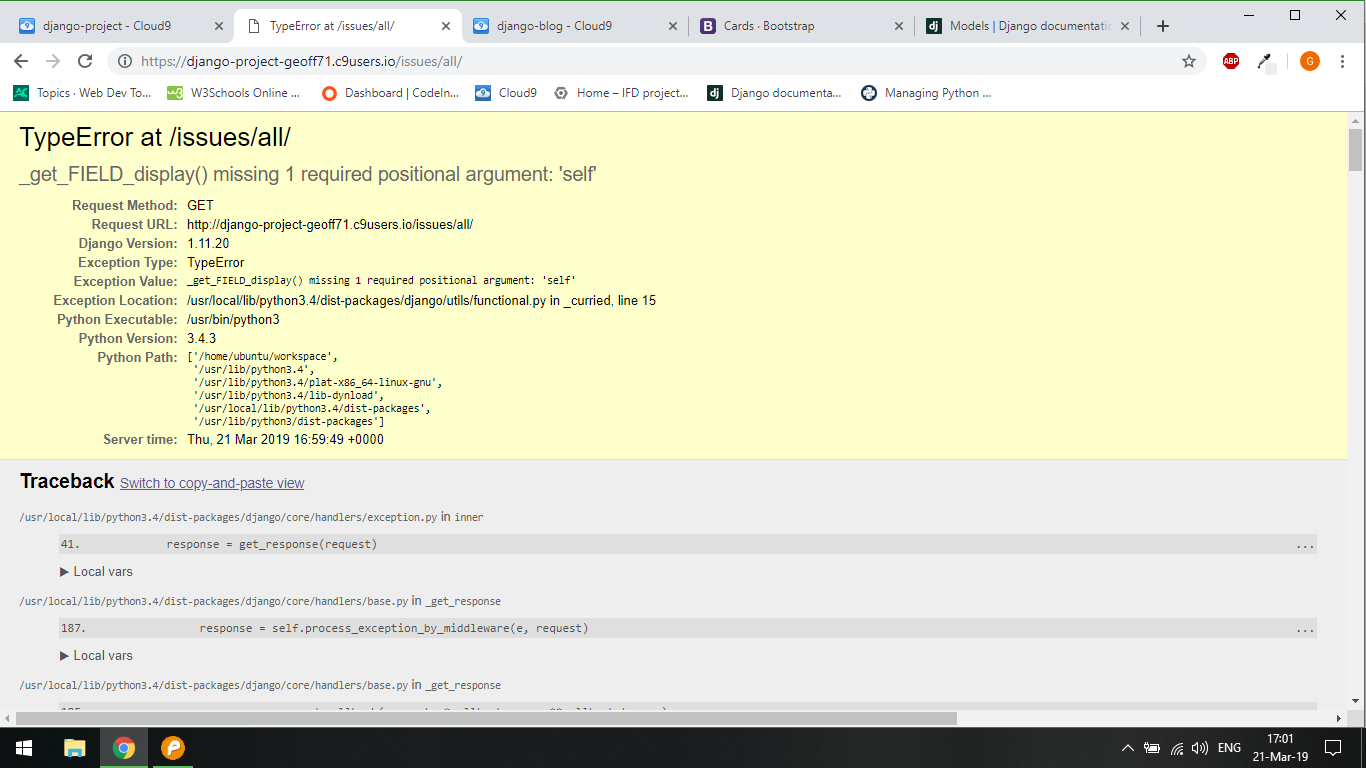 django-project - Cloud9
TypeError at /issues/all/
django-blog - Cloud9
B
Cards · Bootstrap
dj
Models | Django documentatic
https://django-project-geoff71.c9users.io/issues/all/
ABP
G
Topics · Web Dev To...
W3Schools Online ...
Dashboard | CodeIn...
Cloud9
Home – IFD project...
dj
Django documenta...
Managing Python ...
TypeError at /issues/all/
_get_FIELD_display() missing 1 required positional argument: 'self'
Request Method: GET
Request URL: http://django-project-geoff71.c9users.io/issues/all/
Django Version: 1.11.20
Exception Type: TypeError
Exception Value: _get_FIELD_display() missing 1 required positional argument: 'self'
Exception Location: /usr/local/lib/python3.4/dist-packages/django/utils/functional.py in _curried, line 15
Python Executable: /usr/bin/python3
Python Version: 3.4.3
Python Path: ['/home/ubuntu/workspace',
'/usr/lib/python3.4',
'/usr/lib/python3.4/plat-x86_64-linux-gnu',
'/usr/lib/python3.4/lib-dynload',
'/usr/local/lib/python3.4/dist-packages',
'/usr/lib/python3/dist-packages']
Server time: Thu, 21 Mar 2019 16:59:49 +0000
Traceback Switch to copy-and-paste view
/usr/local/lib/python3.4/dist-packages/django/core/handlers/exception.py in inner
41. response = get_response(request) ...
▶ Local vars
/usr/local/lib/python3.4/dist-packages/django/core/handlers/base.py in _get_response
187. response = self.process_exception_by_middleware(e, request) ...
▶ Local vars
/usr/local/lib/python3.4/dist-packages/django/core/handlers/base.py in _get_response
ENG
17:01
21-Mar-19